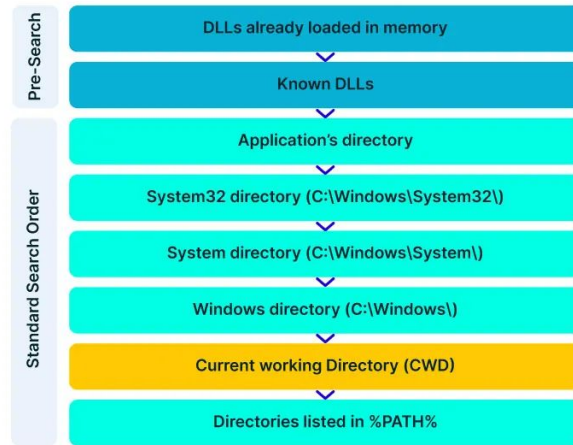 Pre-Search
DLLs already loaded in memory
Known DLLs
Standard Search Order
Application's directory
System32 directory (C:\Windows\System32\)
System directory (C:\Windows\System\)
Windows directory (C:\Windows\)
Current working Directory (CWD)
Directories listed in %PATH%